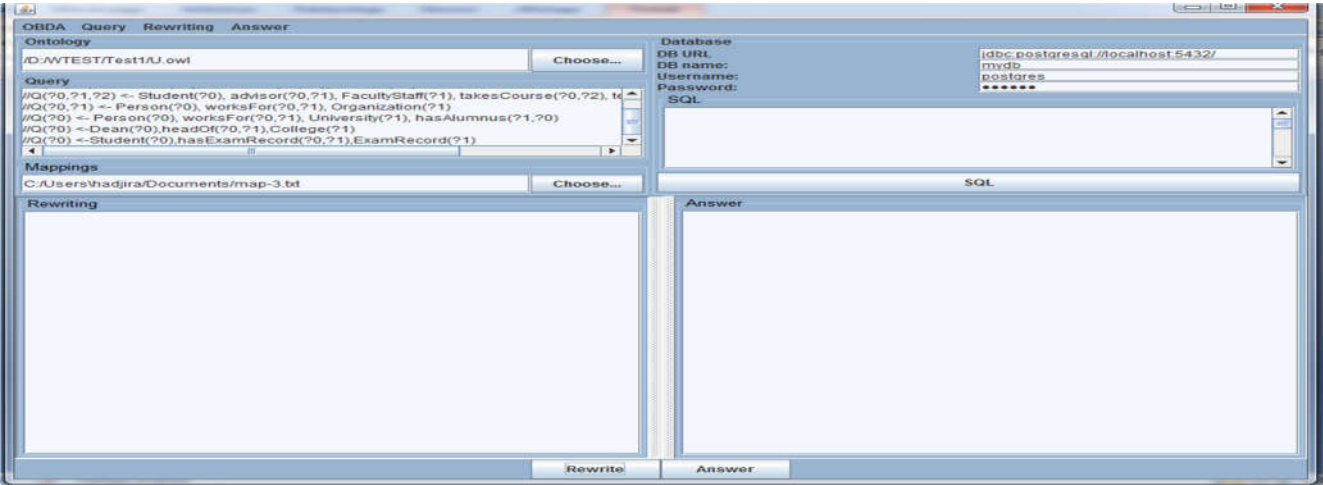 OBDA Query Rewriting Answer
Ontology
/D:/WTEST/Test1/U.owl
Choose...
Query
//Q(?0,?1,?2) <- Student(?0), advisor(?0,?1), FacultyStaff(?1), takesCourse(?0,?2), te
//Q(?0,?1) <- Person(?0), worksFor(?0,?1), Organization(?1)
//Q(?0) <- Person(?0), worksFor(?0,?1), University(?1), hasAlumnus(?1,?0)
//Q(?0) <-Dean(?0),headOf(?0,?1),College(?1)
//Q(?0) <-Student(?0),hasExamRecord(?0,?1),ExamRecord(?1)
Mappings
C:/Users\hadjira/Documents/map-3.txt
Choose...
Database
DB URL jdbc:postgresql://localhost:5432/
DB name: mydb
Username: postgres
Password: ●●●●●●
SQL
SQL
Rewriting
Answer
Rewrite
Answer